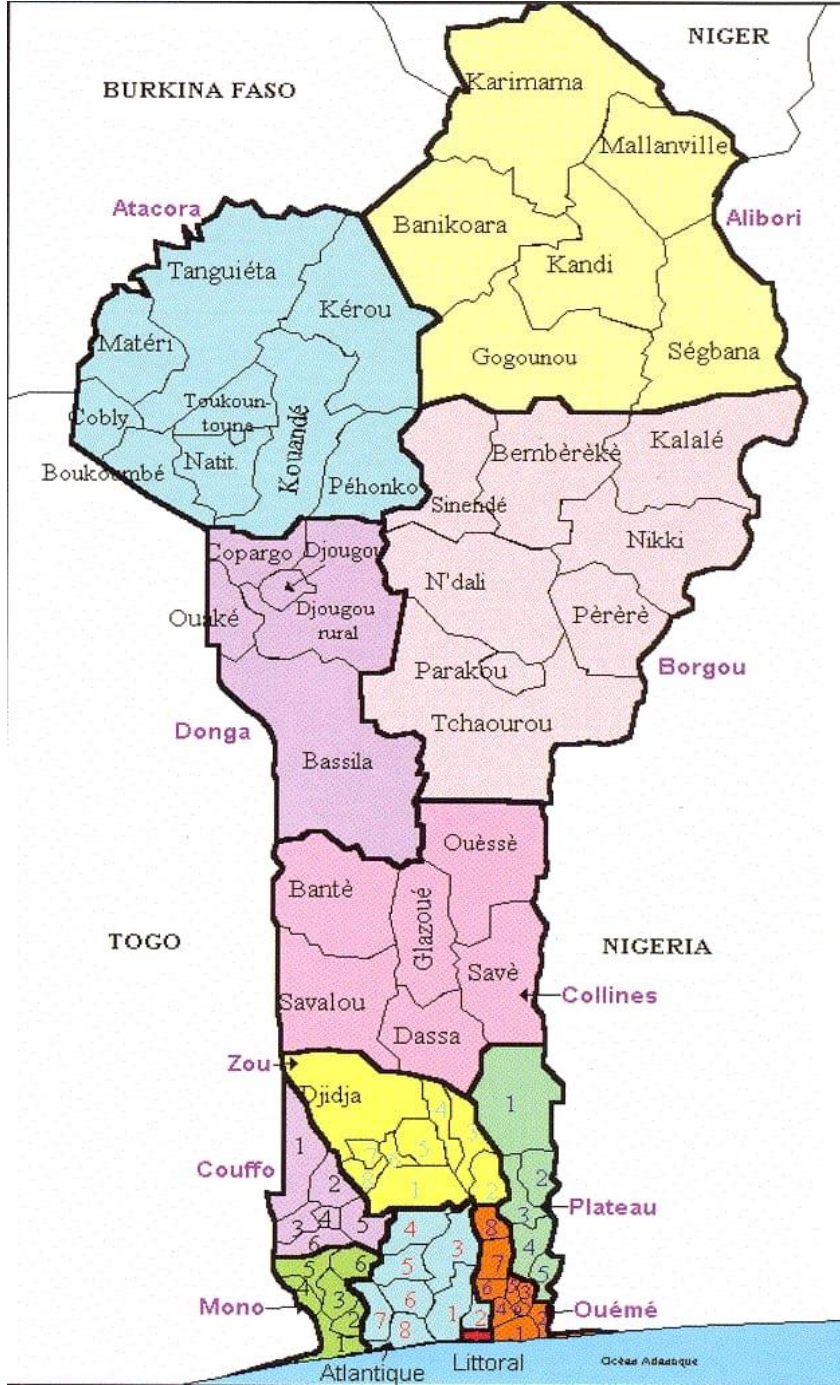 NIGER
BURKINA FASO
Karimama
Mallanville
Atacora
Alibori
Banikoara
Tanguiéta
Kandi
Kérou
Matéri
Gogounou
Ségbana
Cobly
Toukoun-
touna
Kouandé
Bembèrèkè
Kalalé
Boukoumbé
Natit.
Péhonko
Sinendé
Nikki
Copargo
Djougou
N'dali
Pèrèrè
Ouaké
Djougou
rural
Parakou
Borgou
Tchaourou
Donga
Bassila
Ouèssè
Bantè
Glazoué
TOGO
NIGERIA
Savè
Savalou
Collines
Dassa
Zou
Djidja
1
4
3
1
5
7
Couffo
2
2
1
2
Plateau
3
4
5
3
6
4
8
4
3
5
6
5
7
5
4
6
6
Mono
3
Ouémé
2
7
1
2
8
1
1
Atlantique
Littoral
Océan Atlantique